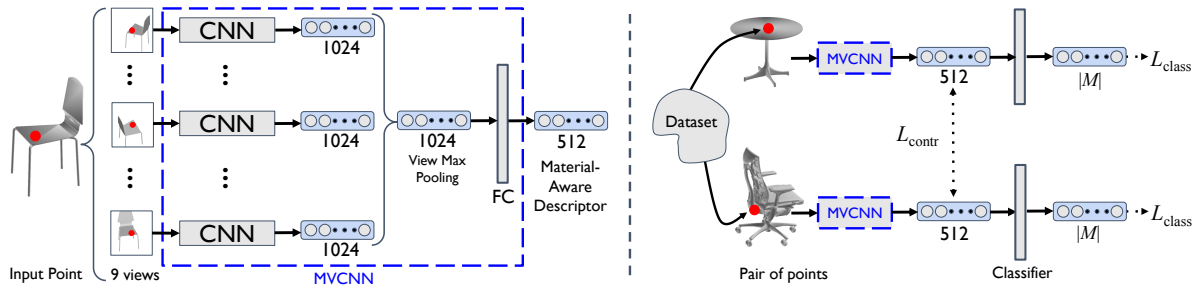 CNN
1024
CNN
1024
CNN
1024
1024
View Max
Pooling
FC
512
Material-
Aware
Descriptor
Input Point
9 views
MVCNN
Dataset
MVCNN
512
|M|
L_class
L_contr
MVCNN
512
|M|
L_class
Pair of points
Classifier